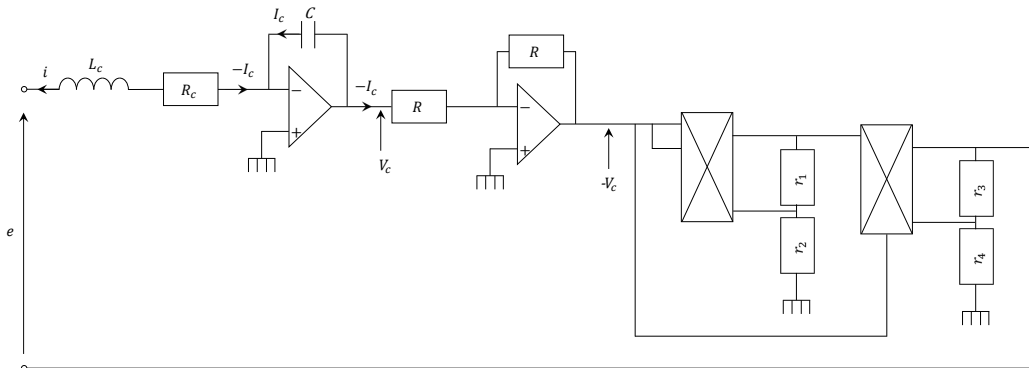 I_c
C
i
L_c
R_c
−I_c
−
+
−I_c
V_c
R
R
−
+
-V_c
r_1
r_2
r_3
r_4
e